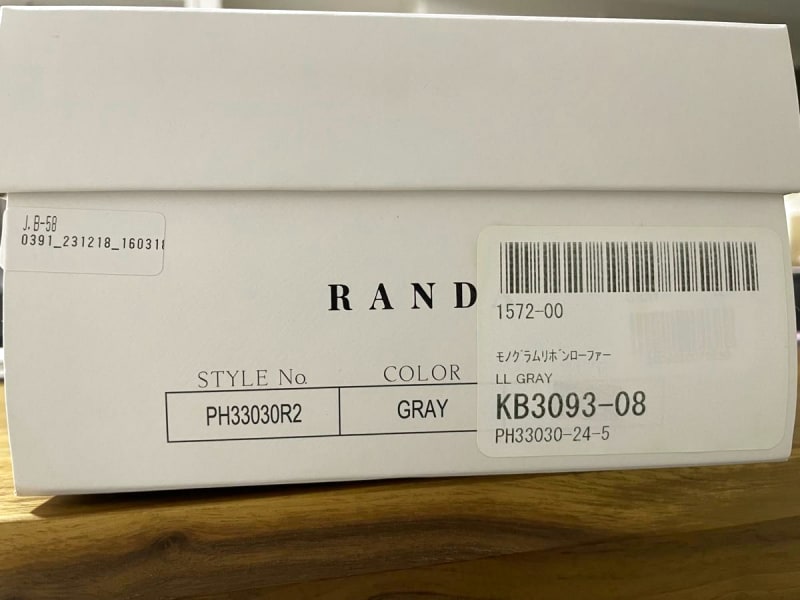 J.B-58
0391_231218_16031
RAND
STYLE No.
COLOR
PH33030R2
GRAY
1572-00
ﾓﾉｸﾞﾗﾑﾘﾎﾞﾝﾛｰﾌｧｰ
LL GRAY
KB3093-08
PH33030-24-5